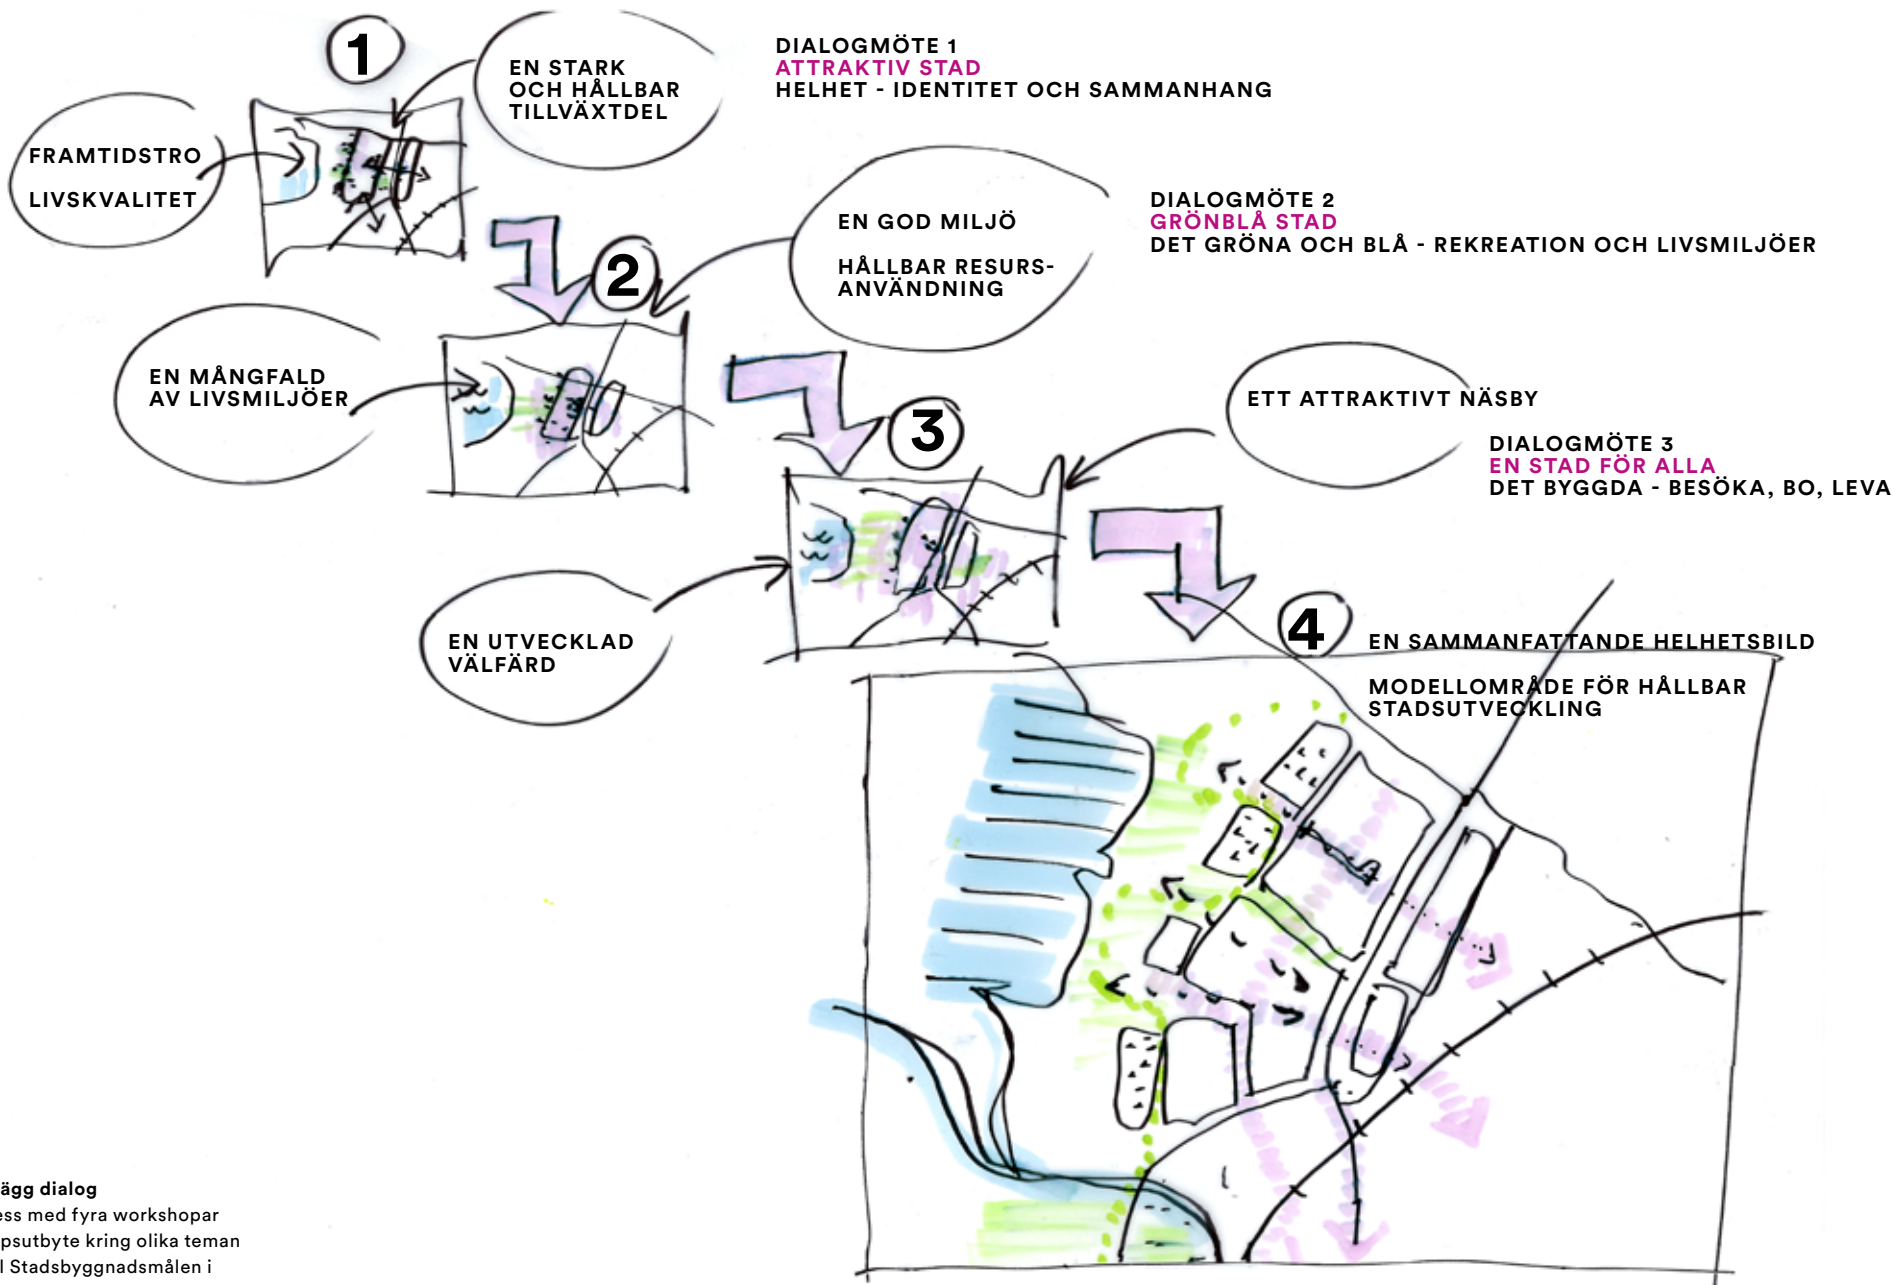 1
EN STARK
OCH HÅLLBAR
TILLVÄXTDEL
DIALOGMÖTE 1
ATTRAKTIV STAD
HELHET - IDENTITET OCH SAMMANHANG
FRAMTIDSTRO
LIVSKVALITET
2
EN GOD MILJÖ
HÅLLBAR RESURS-
ANVÄNDNING
DIALOGMÖTE 2
GRÖNBLÅ STAD
DET GRÖNA OCH BLÅ - REKREATION OCH LIVSMILJÖER
EN MÅNGFALD
AV LIVSMILJÖER
3
ETT ATTRAKTIVT NÄSBY
DIALOGMÖTE 3
EN STAD FÖR ALLA
DET BYGGDA - BESÖKA, BO, LEVA
EN UTVECKLAD
VÄLFÄRD
4
EN SAMMANFATTANDE HELHETSBILD
MODELLOMRÅDE FÖR HÅLLBAR
STADSUTVECKLING
ägg dialog
ess med fyra workshopar
psutbyte kring olika teman
l Stadsbyggnadsmålen i